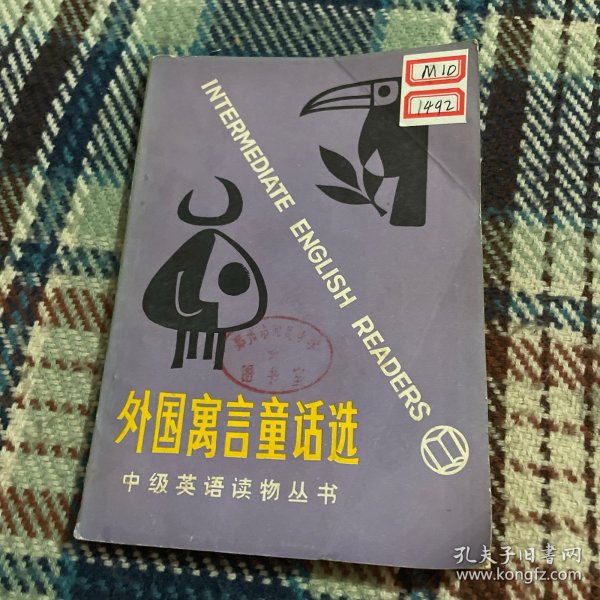 M10
1492
INTERMEDIATE ENGLISH READERS
外国寓言童话选
中级英语读物丛书
孔夫子旧书网
www.kongfz.com